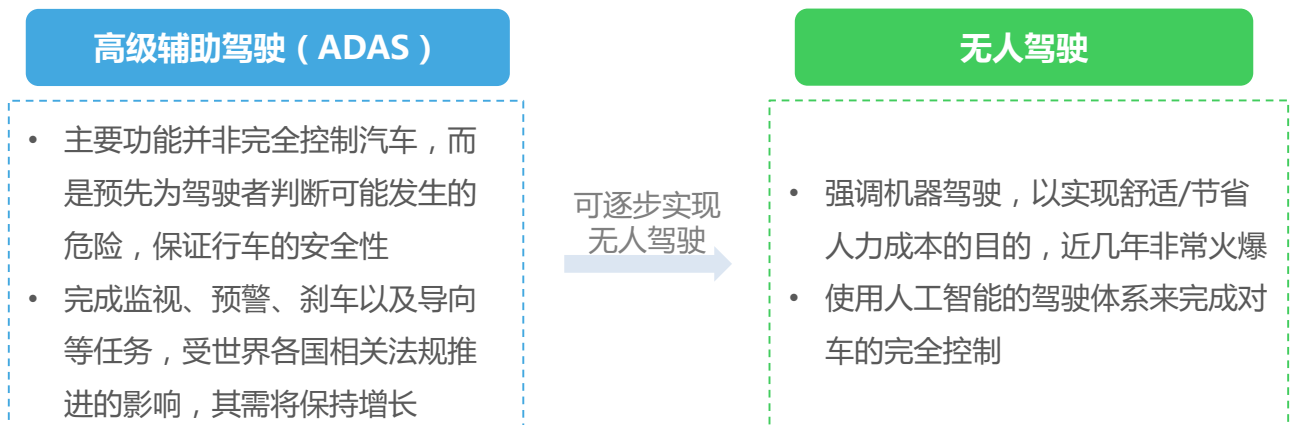 高级辅助驾驶（ADAS）
• 主要功能并非完全控制汽车，而
是预先为驾驶者判断可能发生的
危险，保证行车的安全性
• 完成监视、预警、刹车以及导向
等任务，受世界各国相关法规推
进的影响，其需将保持增长
可逐步实现
无人驾驶
无人驾驶
• 强调机器驾驶，以实现舒适/节省
人力成本的目的，近几年非常火爆
• 使用人工智能的驾驶体系来完成对
车的完全控制